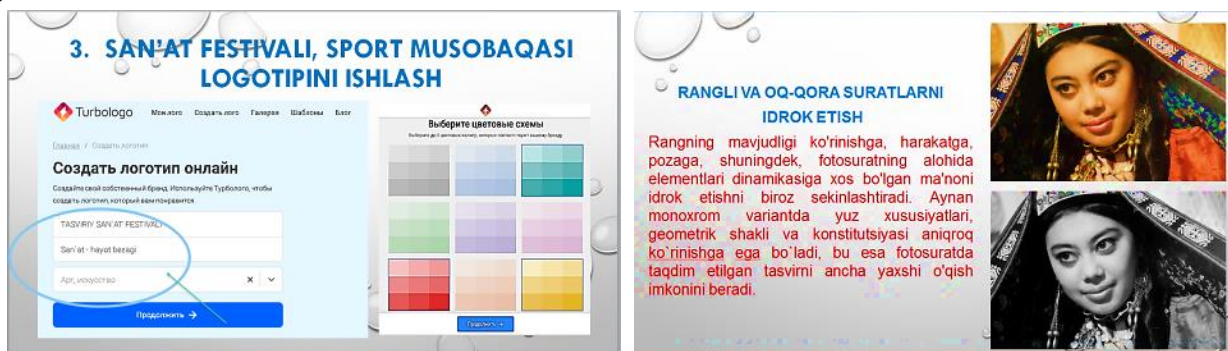 3. SAN'AT FESTIVALI, SPORT MUSOBAQASI
LOGOTIPINI ISHLASH
Turbologo Мои лого Создать лого Галерея Шаблоны Блог
Главная / Создать логотип
Создать логотип онлайн
Создайте свой собственный бренд. Используйте Турболого, чтобы
создать логотип, который вам понравится
TASVIRIY SAN'AT FESTIVALI
San'at - hayot bezagi
Арт, искусство
Продолжить →
Выберите цветовые схемы
Продолжить →
RANGLI VA OQ-QORA SURATLARNI
IDROK ETISH
Rangning mavjudligi ko'rinishga, harakatga,
pozaga, shuningdek, fotosuratning alohida
elementlari dinamikasiga xos bo'lgan ma'noni
idrok etishni biroz sekinlashtiradi. Aynan
monoxrom variantda yuz xususiyatlari,
geometrik shakli va konstitutsiyasi aniqroq
ko`rinishga ega bo`ladi, bu esa fotosuratda
taqdim etilgan tasvirni ancha yaxshi o'qish
imkonini beradi.